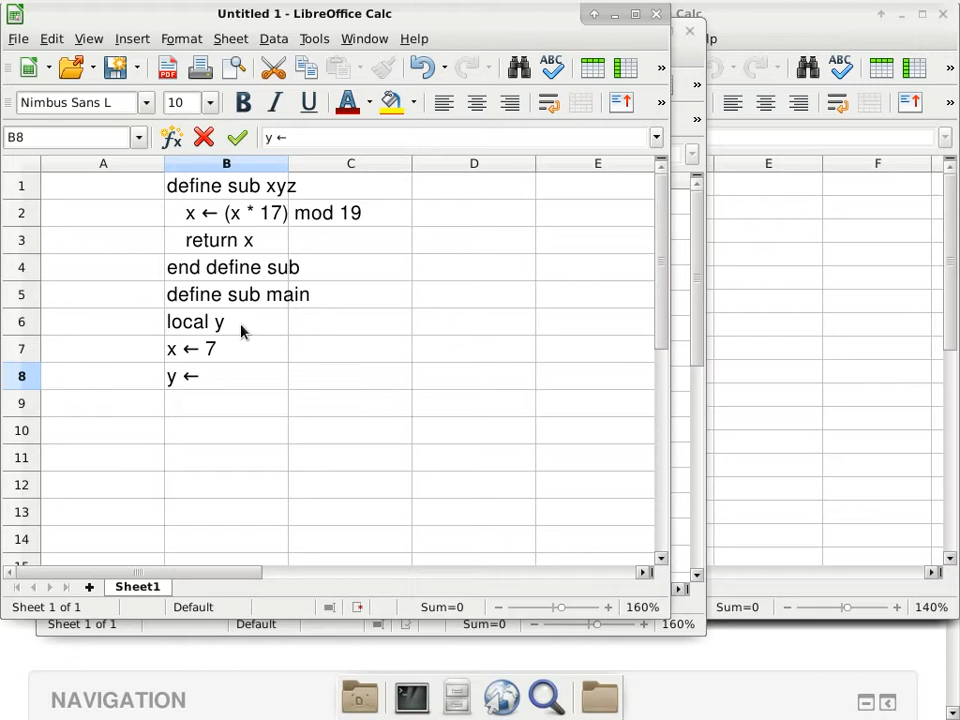 Untitled 1 - LibreOffice Calc
Calc
File Edit View Insert Format Sheet Data Tools Window Help
lp
Nimbus Sans L 10
B8 y ←
A B C D E
E F
1 define sub xyz
2 x ← (x * 17) mod 19
3 return x
4 end define sub
5 define sub main
6 local y
7 x ← 7
8 y ←
9
10
11
12
13
14
Sheet1
Sheet 1 of 1 Default Sum=0 160%
Sum=0 140%
Sheet 1 of 1 Default Sum=0 160%
NAVIGATION